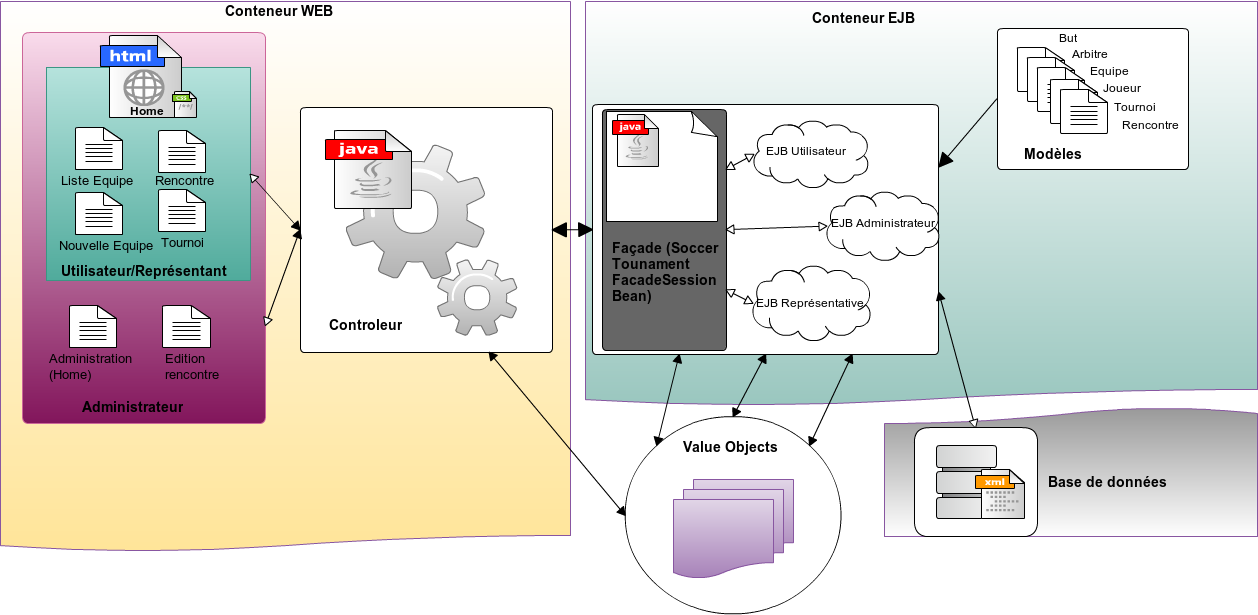 Conteneur WEB
html
Home
Liste Equipe
Rencontre
Nouvelle Equipe
Tournoi
Utilisateur/Représentant
Administration
(Home)
Edition
rencontre
Administrateur
java
Controleur
Conteneur EJB
java
Façade (Soccer
Tounament
FacadeSession
Bean)
EJB Utilisateur
EJB Administrateur
EJB Représentative
But
Arbitre
Equipe
Joueur
Tournoi
Rencontre
Modèles
Value Objects
xml
Base de données